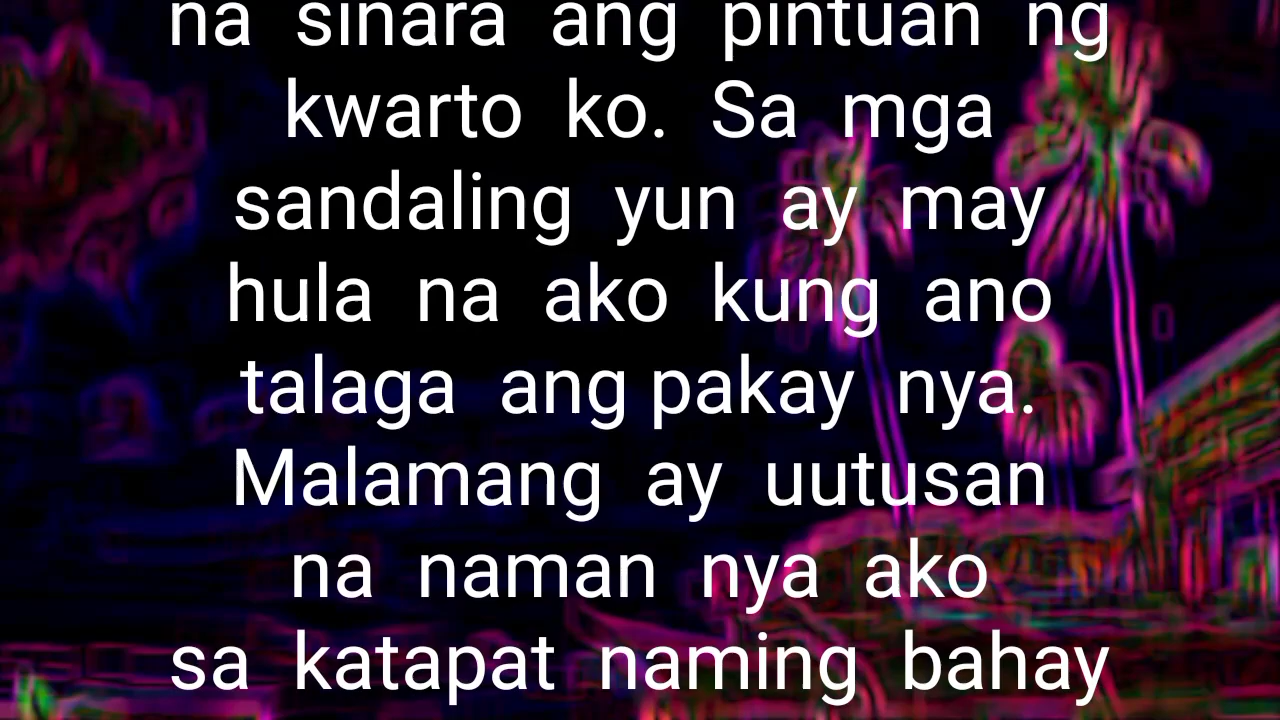 na sinara ang pintuan ng
kwarto ko. Sa mga
sandaling yun ay may
hula na ako kung ano
talaga ang pakay nya.
Malamang ay uutusan
na naman nya ako
sa katapat naming bahay